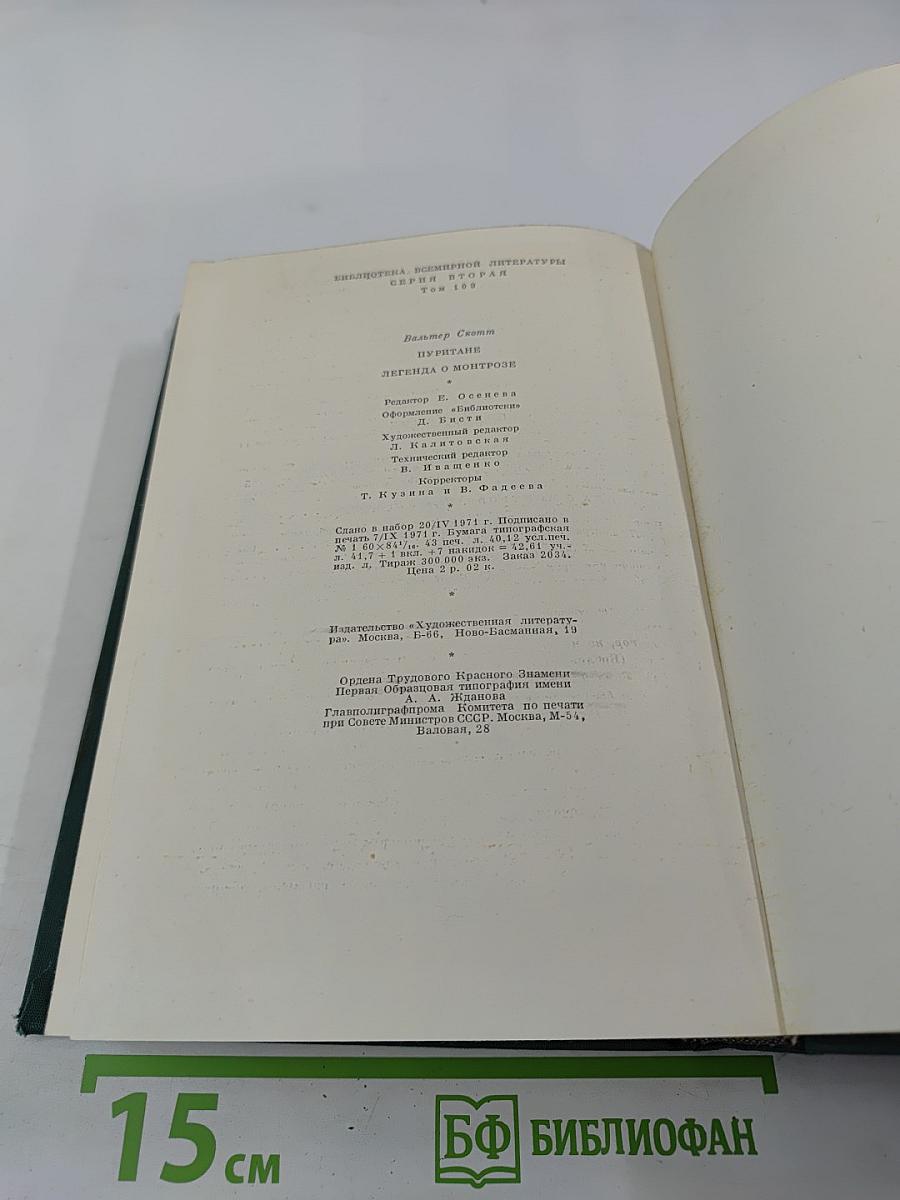 БИБЛИОТЕКА ВСЕМИРНОЙ ЛИТЕРАТУРЫ
СЕРИЯ ВТОРАЯ
Том 109
Вальтер Скотт
ПУРИТАНЕ
ЛЕГЕНДА О МОНТРОЗЕ
*
Редактор Е. Осенева
Оформление «Библиотеки»
Д. Бисти
Художественный редактор
Л. Калитовская
Технический редактор
В. Иващенко
Корректоры
Т. Кузина и В. Фадеева
*
Сдано в набор 20/IV 1971 г. Подписано в
печать 7/IX 1971 г. Бумага типографская
№ 1 60×84¹/₁₆. 43 печ. л. 40,12 усл.печ.
л. 41,7 + 1 вкл. +7 накидок = 42,61 уч.-
изд. л. Тираж 300 000 экз. Заказ 2034.
Цена 2 р. 02 к.
*
Издательство «Художественная литерату-
ра». Москва, Б-66, Ново-Басманная, 19
*
Ордена Трудового Красного Знамени
Первая Образцовая типография имени
А. А. Жданова
Главполиграфпрома Комитета по печати
при Совете Министров СССР. Москва, М-54,
Валовая, 28
15 см
БФ БИБЛИОФАН